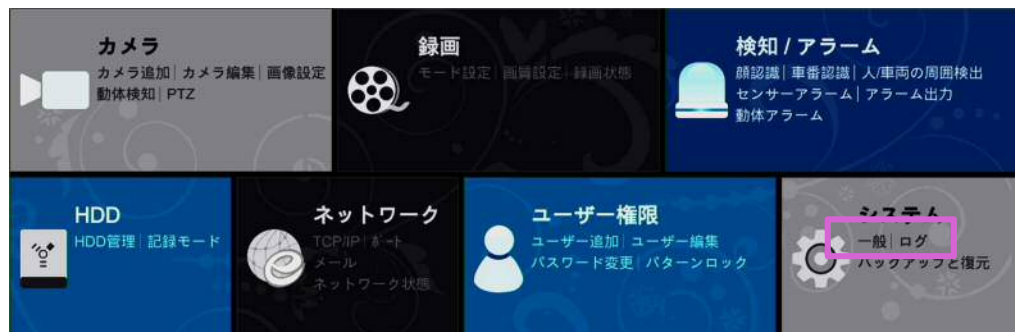 カメラ
カメラ追加｜カメラ編集｜画像設定
動体検知｜PTZ
録画
モード設定｜画質設定｜録画状態
検知 / アラーム
顔認識｜車番認識｜人/車両の周囲検出
センサーアラーム｜アラーム出力
動体アラーム
HDD
HDD管理｜記録モード
ネットワーク
TCP/IP｜ポート
メール
ネットワーク状態
ユーザー権限
ユーザー追加｜ユーザー編集
パスワード変更｜パターンロック
システム
一般｜ログ
バックアップと復元